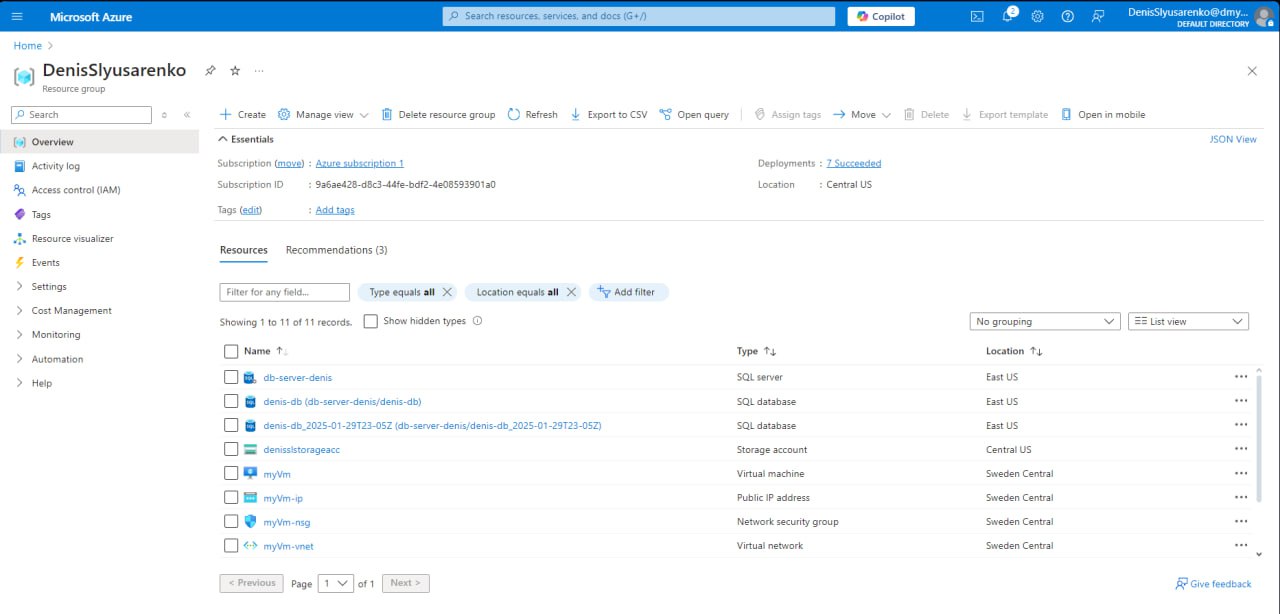 Microsoft Azure
Search resources, services, and docs (G+/)
Copilot
2
DenisSlyusarenko@dmy...
DEFAULT DIRECTORY
Home
DenisSlyusarenko
Resource group
Search
Overview
Activity log
Access control (IAM)
Tags
Resource visualizer
Events
Settings
Cost Management
Monitoring
Automation
Help
Create Manage view Delete resource group Refresh Export to CSV Open query Assign tags Move Delete Export template Open in mobile
Essentials
JSON View
Subscription (move) : Azure subscription 1
Deployments : 7 Succeeded
Subscription ID : 9a6ae428-d8c3-44fe-bdf2-4e08593901a0
Location : Central US
Tags (edit) : Add tags
Resources Recommendations (3)
Filter for any field... Type equals all Location equals all Add filter
Showing 1 to 11 of 11 records. Show hidden types
No grouping List view
Name Type Location
db-server-denis SQL server East US
denis-db (db-server-denis/denis-db) SQL database East US
denis-db_2025-01-29T23-05Z (db-server-denis/denis-db_2025-01-29T23-05Z) SQL database East US
denisslstorageacc Storage account Central US
myVm Virtual machine Sweden Central
myVm-ip Public IP address Sweden Central
myVm-nsg Network security group Sweden Central
myVm-vnet Virtual network Sweden Central
< Previous Page 1 of 1 Next >
Give feedback